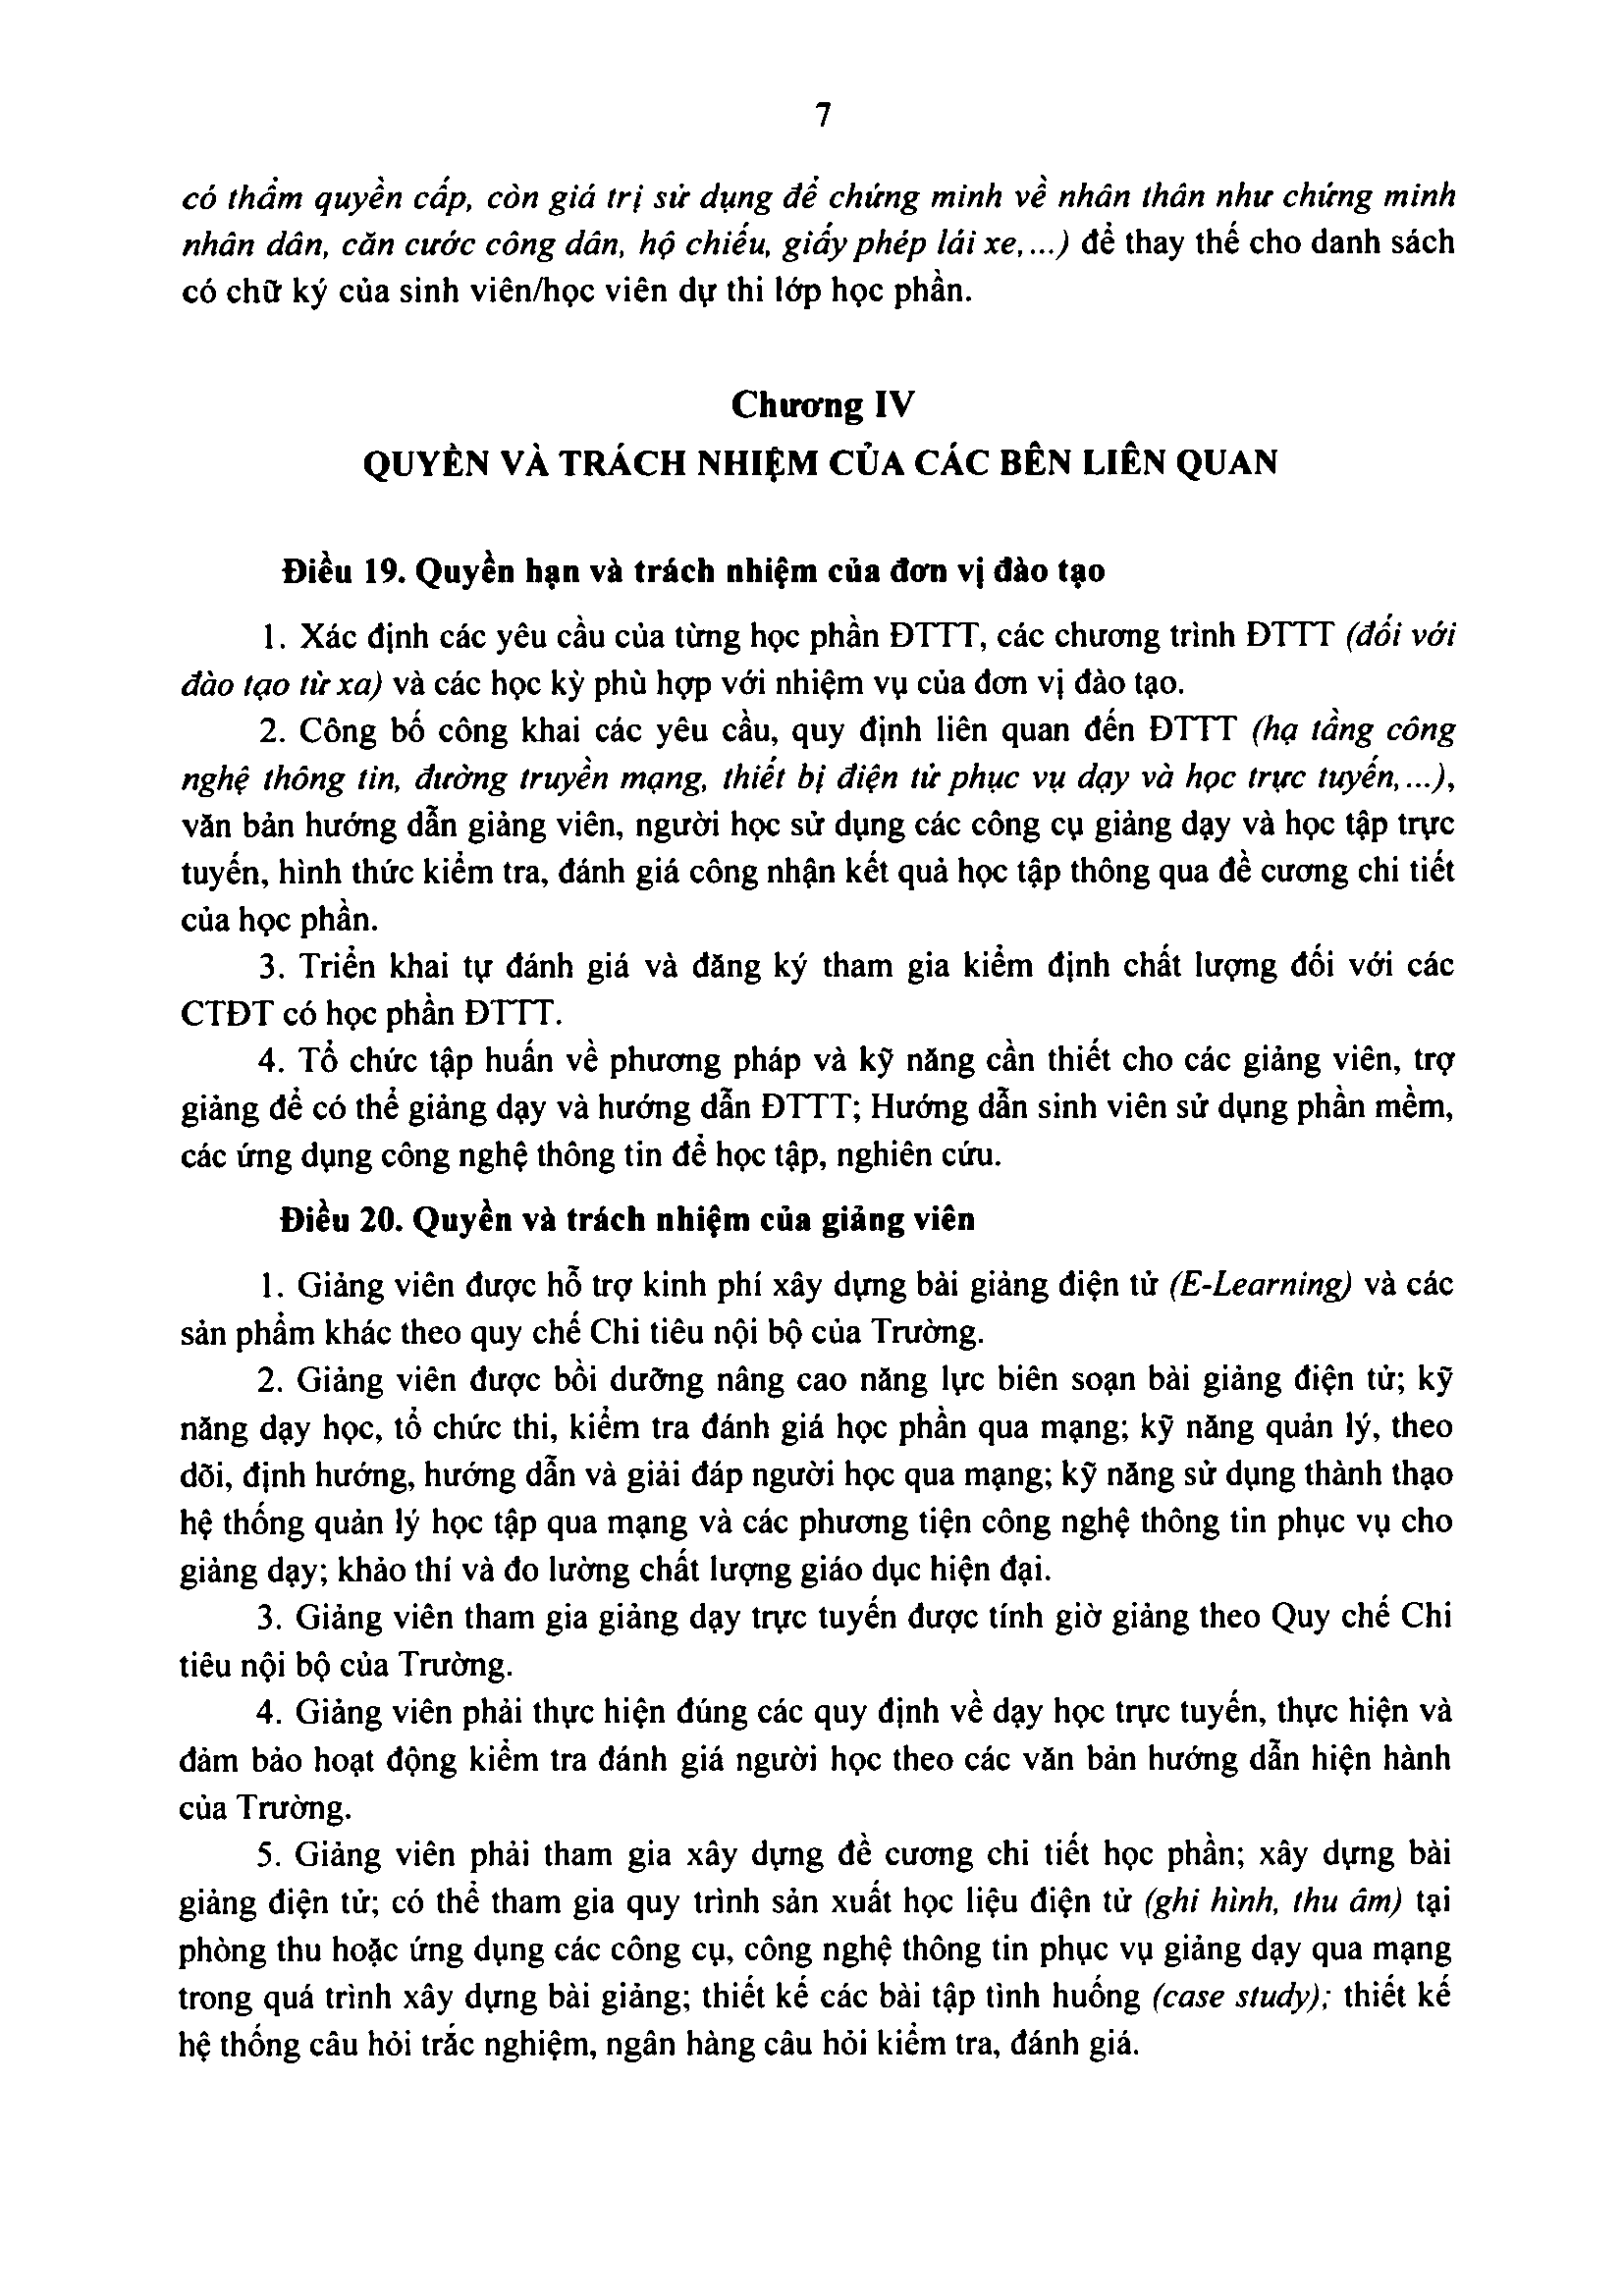 7
có thẩm quyền cấp, còn giá trị sử dụng để chứng minh về nhân thân như chứng minh
nhân dân, căn cước công dân, hộ chiếu, giấy phép lái xe,...) để thay thế cho danh sách
có chữ ký của sinh viên/học viên dự thi lớp học phần.
Chương IV
QUYỀN VÀ TRÁCH NHIỆM CỦA CÁC BÊN LIÊN QUAN
Điều 19. Quyền hạn và trách nhiệm của đơn vị đào tạo
1. Xác định các yêu cầu của từng học phần ĐTTT, các chương trình ĐTTT (đối với
đào tạo từ xa) và các học kỳ phù hợp với nhiệm vụ của đơn vị đào tạo.
2. Công bố công khai các yêu cầu, quy định liên quan đến ĐTTT (hạ tầng công
nghệ thông tin, đường truyền mạng, thiết bị điện tử phục vụ dạy và học trực tuyến,...),
văn bản hướng dẫn giảng viên, người học sử dụng các công cụ giảng dạy và học tập trực
tuyến, hình thức kiểm tra, đánh giá công nhận kết quả học tập thông qua đề cương chi tiết
của học phần.
3. Triển khai tự đánh giá và đăng ký tham gia kiểm định chất lượng đối với các
CTĐT có học phần ĐTTT.
4. Tổ chức tập huấn về phương pháp và kỹ năng cần thiết cho các giảng viên, trợ
giảng để có thể giảng dạy và hướng dẫn ĐTTT; Hướng dẫn sinh viên sử dụng phần mềm,
các ứng dụng công nghệ thông tin để học tập, nghiên cứu.
Điều 20. Quyền và trách nhiệm của giảng viên
1. Giảng viên được hỗ trợ kinh phí xây dựng bài giảng điện tử (E-Learning) và các
sản phẩm khác theo quy chế Chi tiêu nội bộ của Trường.
2. Giảng viên được bồi dưỡng nâng cao năng lực biên soạn bài giảng điện tử; kỹ
năng dạy học, tổ chức thi, kiểm tra đánh giá học phần qua mạng; kỹ năng quản lý, theo
dõi, định hướng, hướng dẫn và giải đáp người học qua mạng; kỹ năng sử dụng thành thạo
hệ thống quản lý học tập qua mạng và các phương tiện công nghệ thông tin phục vụ cho
giảng dạy; khảo thí và đo lường chất lượng giáo dục hiện đại.
3. Giảng viên tham gia giảng dạy trực tuyến được tính giờ giảng theo Quy chế Chi
tiêu nội bộ của Trường.
4. Giảng viên phải thực hiện đúng các quy định về dạy học trực tuyến, thực hiện và
đảm bảo hoạt động kiểm tra đánh giá người học theo các văn bản hướng dẫn hiện hành
của Trường.
5. Giảng viên phải tham gia xây dựng đề cương chi tiết học phần; xây dựng bài
giảng điện tử; có thể tham gia quy trình sản xuất học liệu điện tử (ghi hình, thu âm) tại
phòng thu hoặc ứng dụng các công cụ, công nghệ thông tin phục vụ giảng dạy qua mạng
trong quá trình xây dựng bài giảng; thiết kế các bài tập tình huống (case study); thiết kế
hệ thống câu hỏi trắc nghiệm, ngân hàng câu hỏi kiểm tra, đánh giá.